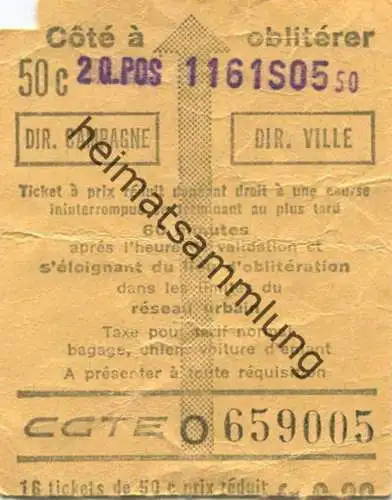 Côté à oblitérer
50 c 20.POS 1161S05 50
DIR. CAMPAGNE DIR. VILLE
Ticket à prix réduit donnant droit à une course
ininterrompue se terminant au plus tard
60 minutes
après l'heure de validation et
s'éloignant du lieu d'oblitération
dans les limites du
réseau urbain
Taxe pour tarif normal
bagage, chien, voiture d'enfant
A présenter à toute réquisition
CGTE O 659005
16 tickets de 50 c prix réduit
heimatsammlung